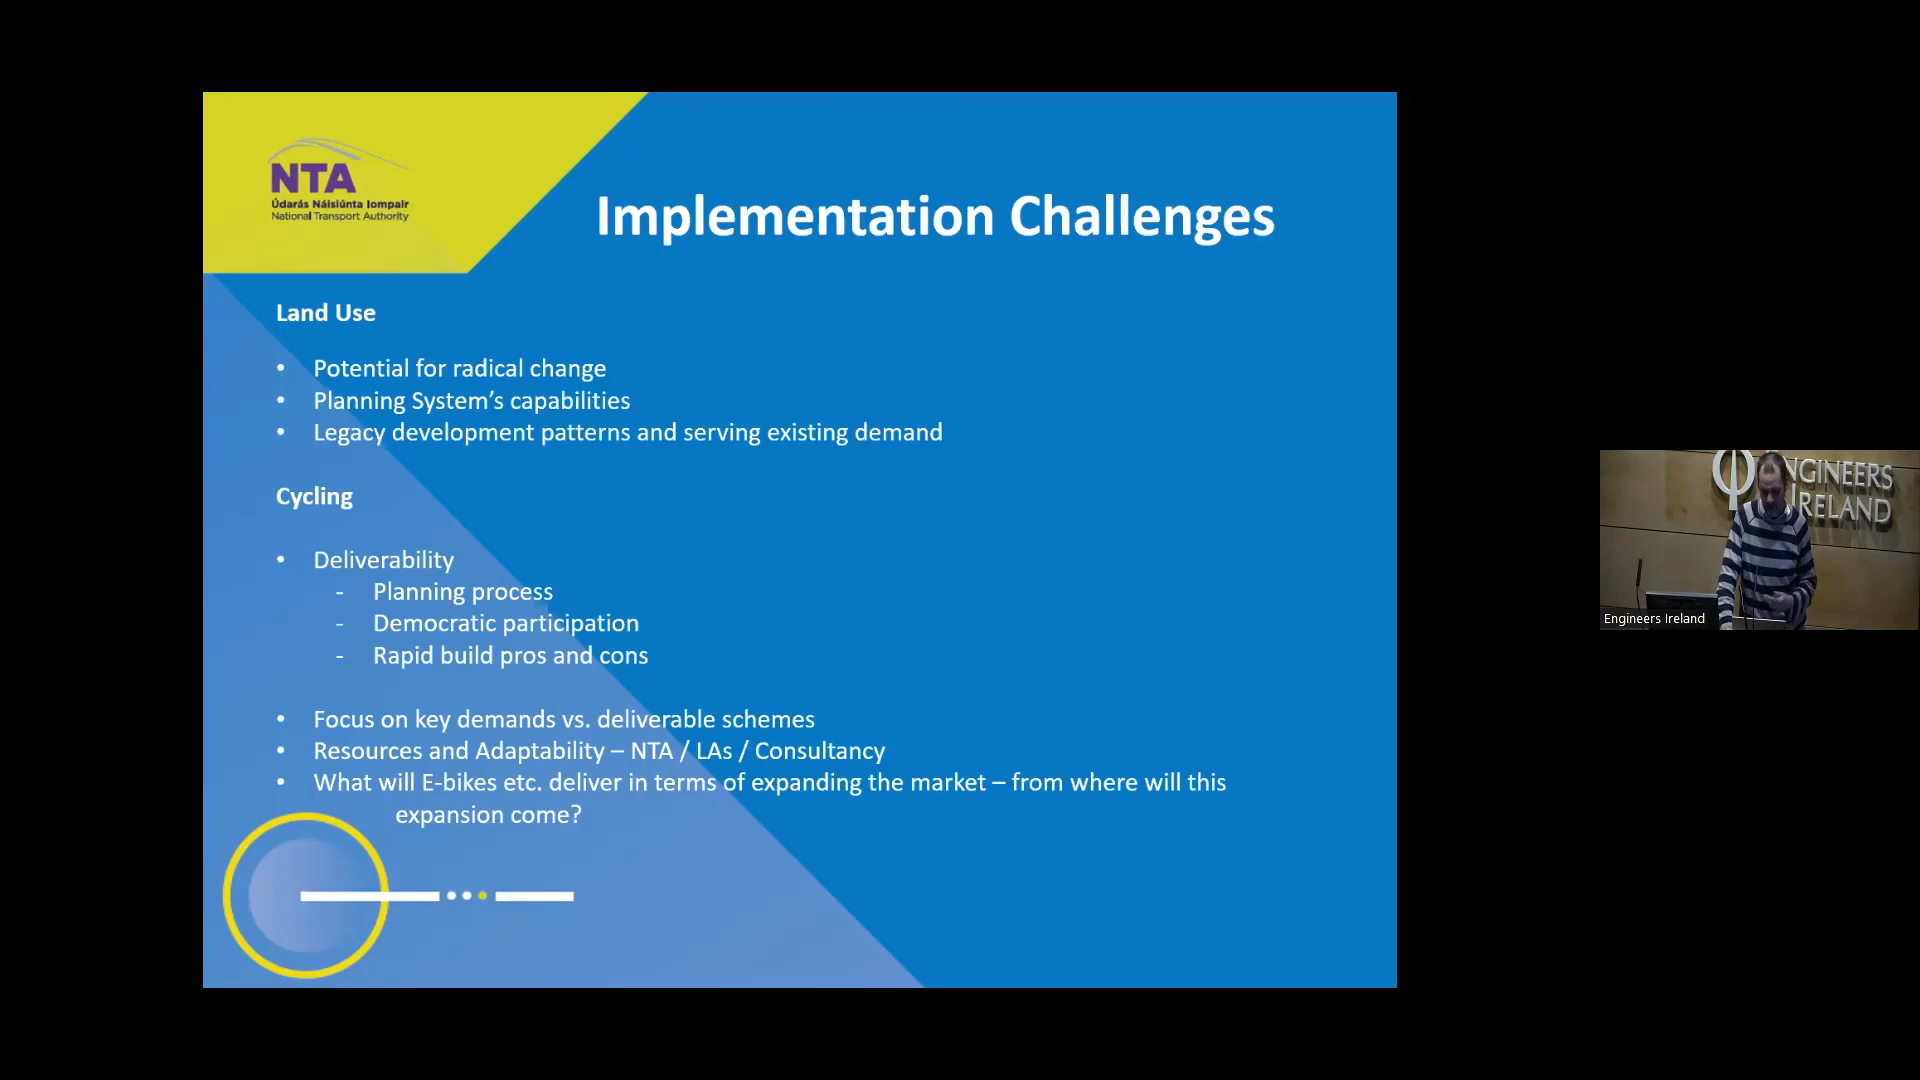 NTA
Údarás Náisiúnta Iompair
National Transport Authority
Implementation Challenges
Land Use
• Potential for radical change
• Planning System’s capabilities
• Legacy development patterns and serving existing demand
Cycling
• Deliverability
- Planning process
- Democratic participation
- Rapid build pros and cons
• Focus on key demands vs. deliverable schemes
• Resources and Adaptability – NTA / LAs / Consultancy
• What will E-bikes etc. deliver in terms of expanding the market – from where will this
expansion come?
NGINEERS
IRELAND
Engineers Ireland